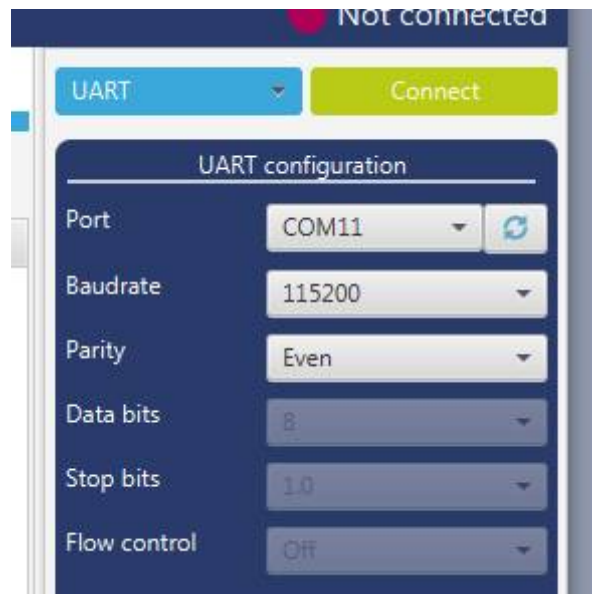 Not connected
UART Connect
UART configuration
Port COM11
Baudrate 115200
Parity Even
Data bits 8
Stop bits 1.0
Flow control Off